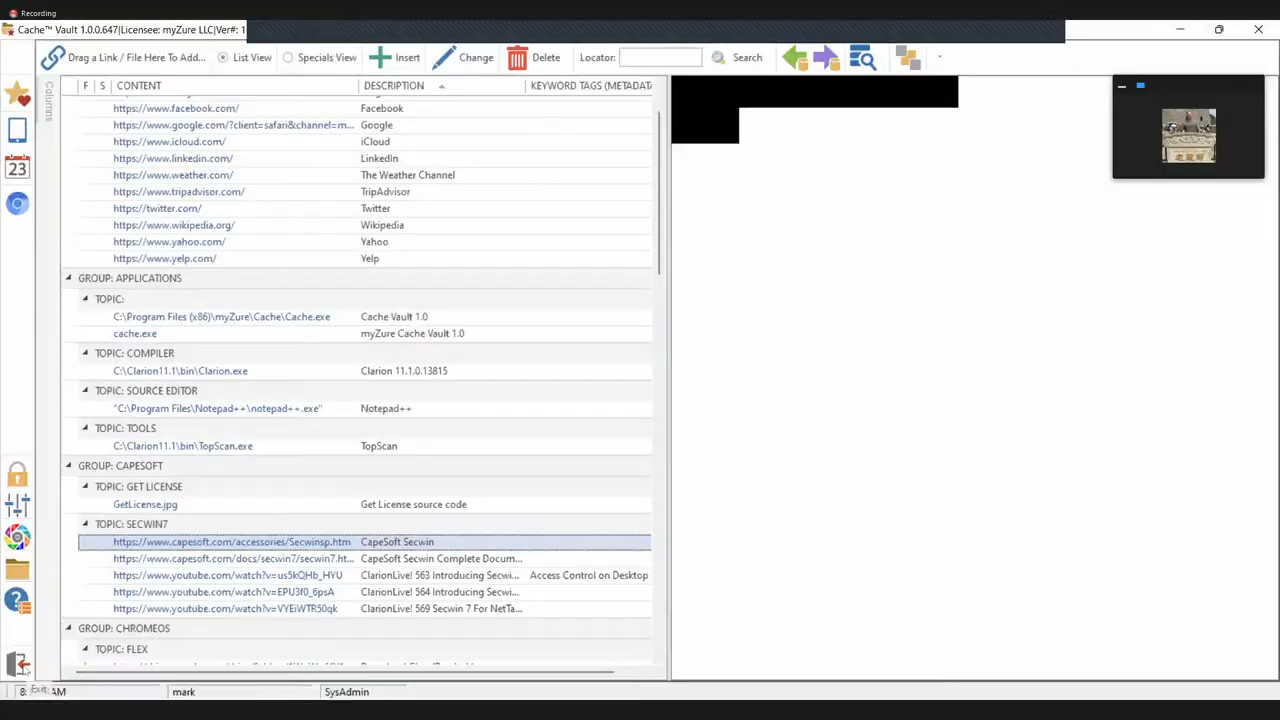 Recording
Cache™ Vault 1.0.0.647|Licensee: myZure LLC|Ver#: 1
Drag a Link / File Here To Add... List View Specials View Insert Change Delete Locator: Search
Columns
F S CONTENT DESCRIPTION KEYWORD TAGS (METADATA
https://www.facebook.com/ Facebook
https://www.google.com/?client=safari&channel=m... Google
https://www.icloud.com/ iCloud
https://www.linkedin.com/ LinkedIn
https://www.weather.com/ The Weather Channel
https://www.tripadvisor.com/ TripAdvisor
https://twitter.com/ Twitter
https://www.wikipedia.org/ Wikipedia
https://www.yahoo.com/ Yahoo
https://www.yelp.com/ Yelp
GROUP: APPLICATIONS
TOPIC:
C:\Program Files (x86)\myZure\Cache\Cache.exe Cache Vault 1.0
cache.exe myZure Cache Vault 1.0
TOPIC: COMPILER
C:\Clarion11.1\bin\Clarion.exe Clarion 11.1.0.13815
TOPIC: SOURCE EDITOR
"C:\Program Files\Notepad++\notepad++.exe" Notepad++
TOPIC: TOOLS
C:\Clarion11.1\bin\TopScan.exe TopScan
GROUP: CAPESOFT
TOPIC: GET LICENSE
GetLicense.jpg Get License source code
TOPIC: SECWIN7
https://www.capesoft.com/accessories/Secwinsp.htm CapeSoft Secwin
https://www.capesoft.com/docs/secwin7/secwin7.ht... CapeSoft Secwin Complete Docum...
https://www.youtube.com/watch?v=us5kQHb_HYU ClarionLive! 563 Introducing Secwi... Access Control on Desktop
https://www.youtube.com/watch?v=EPU3f0_6psA ClarionLive! 564 Introducing Secwi...
https://www.youtube.com/watch?v=VYEiWTR50qk ClarionLive! 569 Secwin 7 For NetTa...
GROUP: CHROMEOS
TOPIC: FLEX
23
Exit
AM mark SysAdmin